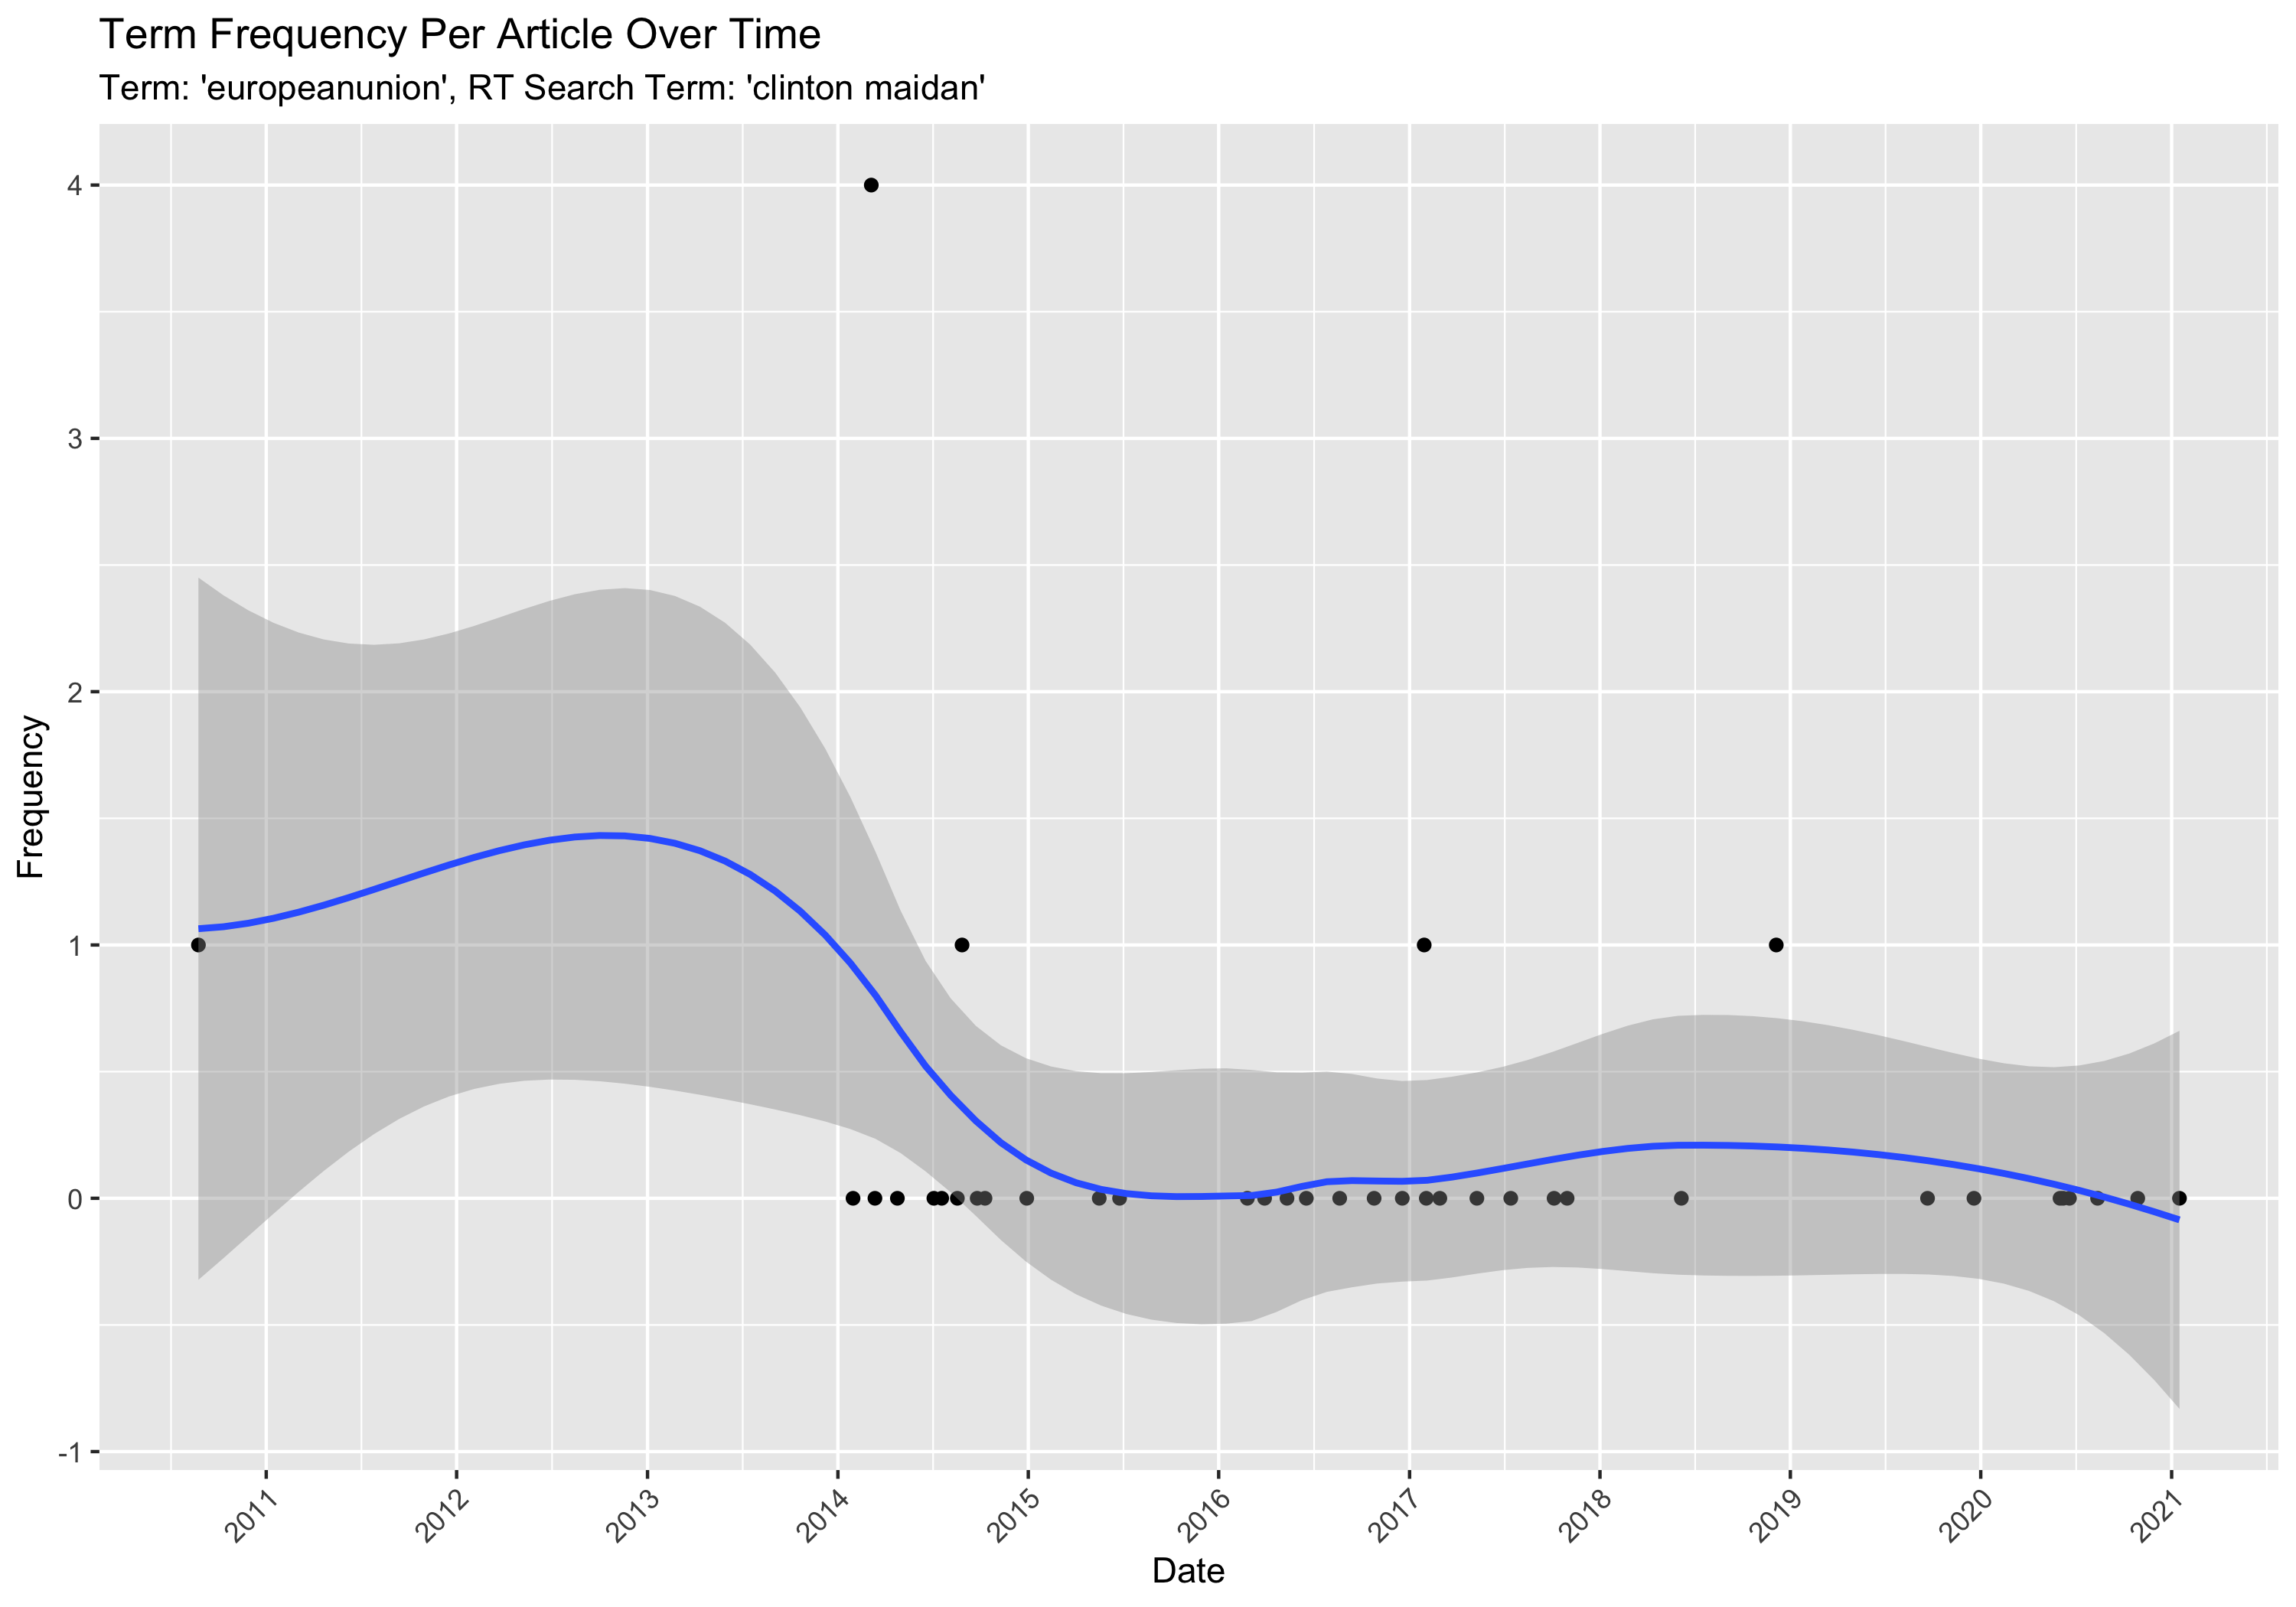 Term Frequency Per Article Over Time
Term: 'europeanunion', RT Search Term: 'clinton maidan'
Frequency
4
3
2
1
0
-1
2011 2012 2013 2014 2015 2016 2017 2018 2019 2020 2021
Date